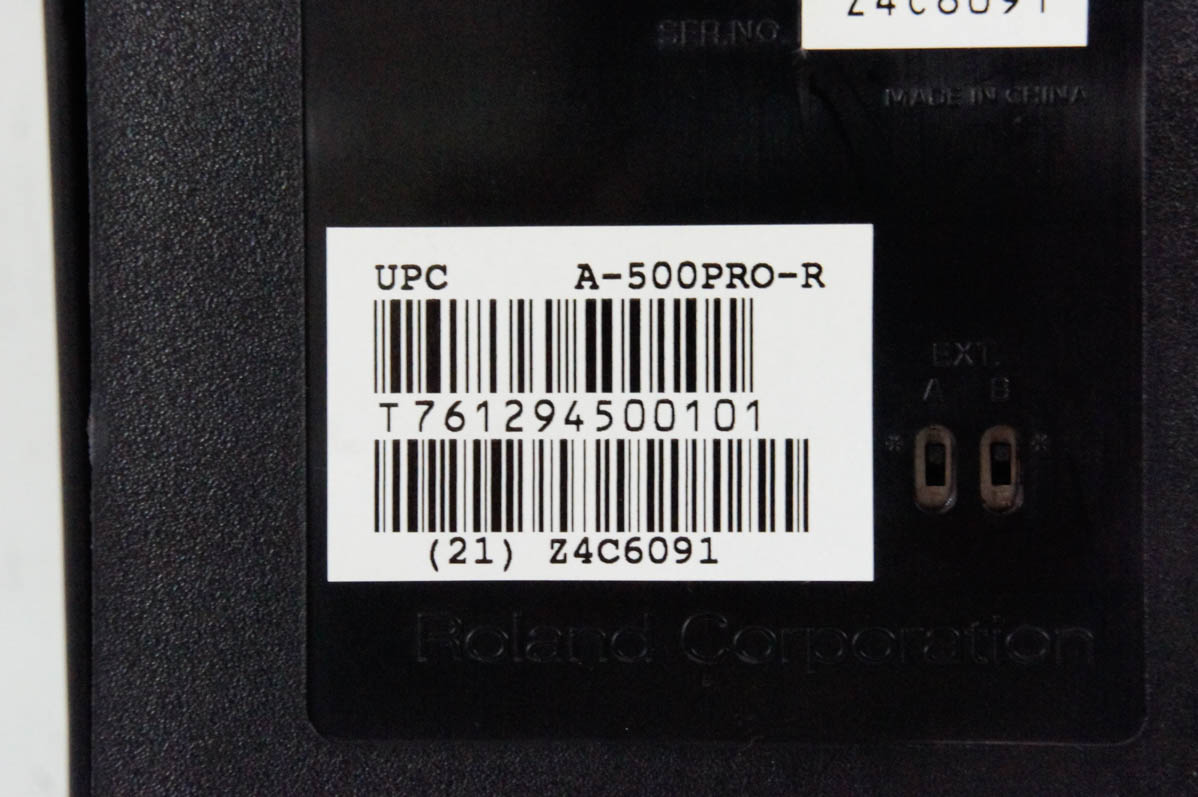 Z4C6091
SER.NO.
MADE IN CHINA
UPC A-500PRO-R
T761294500101
(21) Z4C6091
EXT.
A B
* *
Roland Corporation